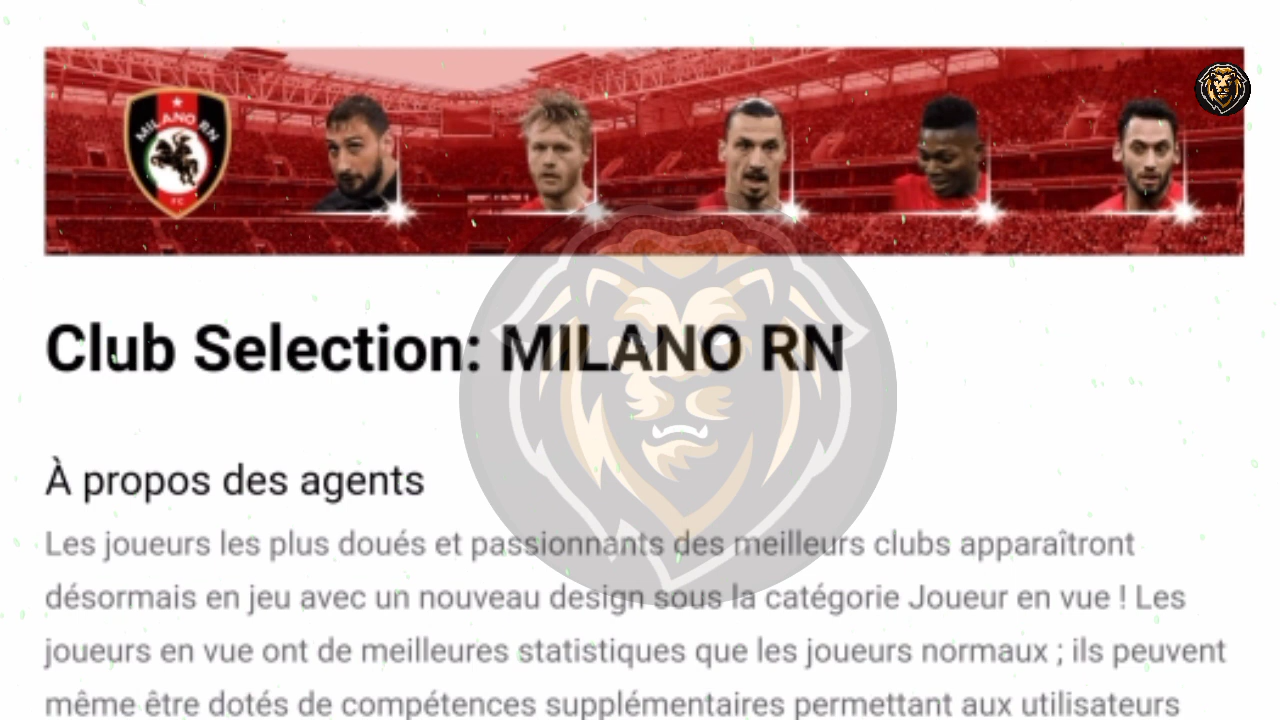 MILANO RN
FC
Club Selection: MILANO RN
À propos des agents
Les joueurs les plus doués et passionnants des meilleurs clubs apparaîtront
désormais en jeu avec un nouveau design sous la catégorie Joueur en vue ! Les
joueurs en vue ont de meilleures statistiques que les joueurs normaux ; ils peuvent
même être dotés de compétences supplémentaires permettant aux utilisateurs